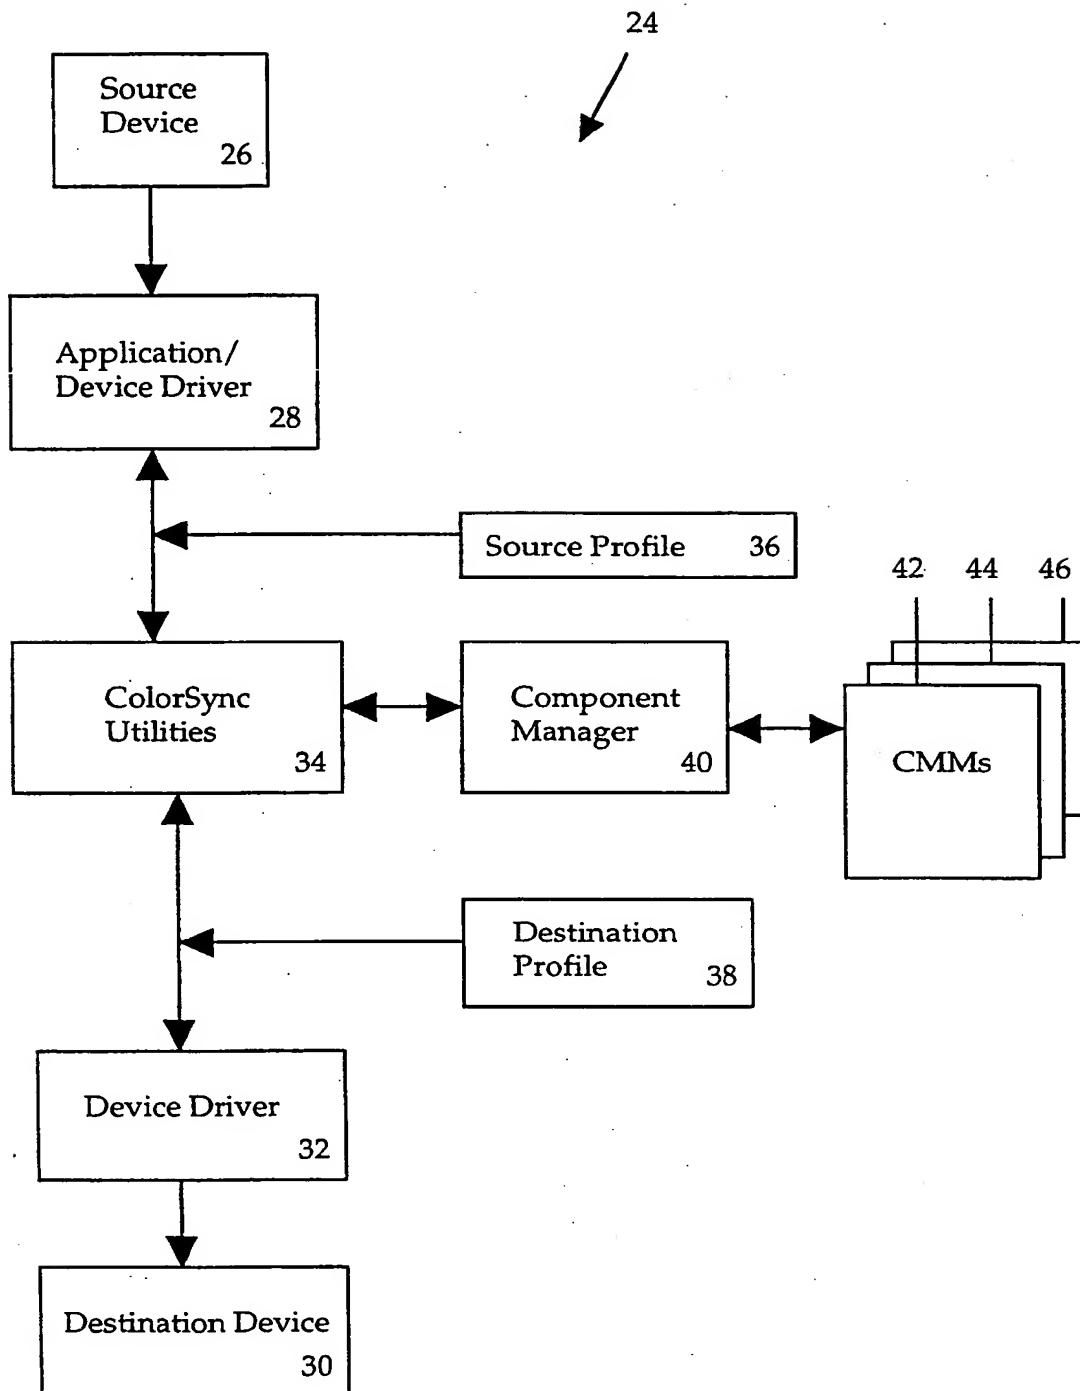 24
Source
Device
26
Application/
Device Driver
28
Source Profile 36
42 44 46
ColorSync
Utilities
34
Component
Manager
40
CMMs
Destination
Profile
38
Device Driver
32
Destination Device
30